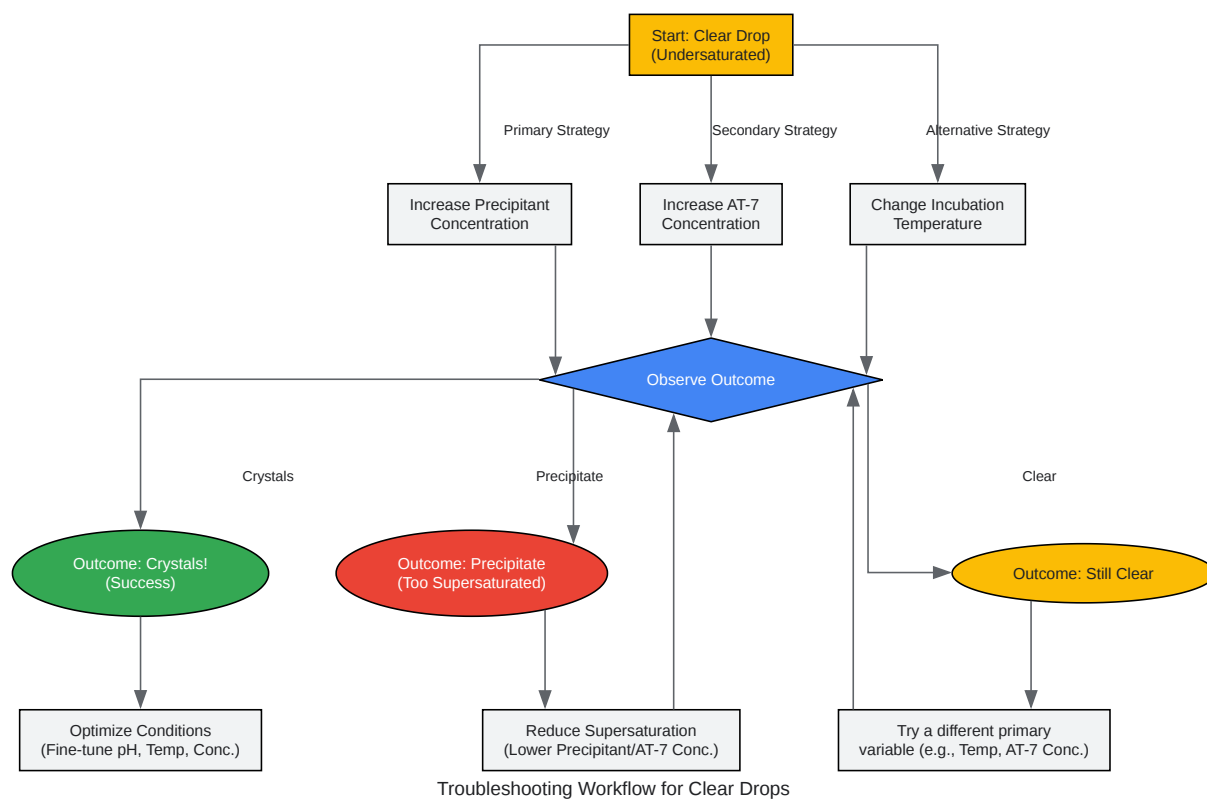 Start: Clear Drop
(Undersaturated)
Primary Strategy
Secondary Strategy
Alternative Strategy
Increase Precipitant
Concentration
Increase AT-7
Concentration
Change Incubation
Temperature
Observe Outcome
Crystals
Precipitate
Clear
Outcome: Crystals!
(Success)
Outcome: Precipitate
(Too Supersaturated)
Outcome: Still Clear
Optimize Conditions
(Fine-tune pH, Temp, Conc.)
Reduce Supersaturation
(Lower Precipitant/AT-7 Conc.)
Try a different primary
variable (e.g., Temp, AT-7 Conc.)
Troubleshooting Workflow for Clear Drops